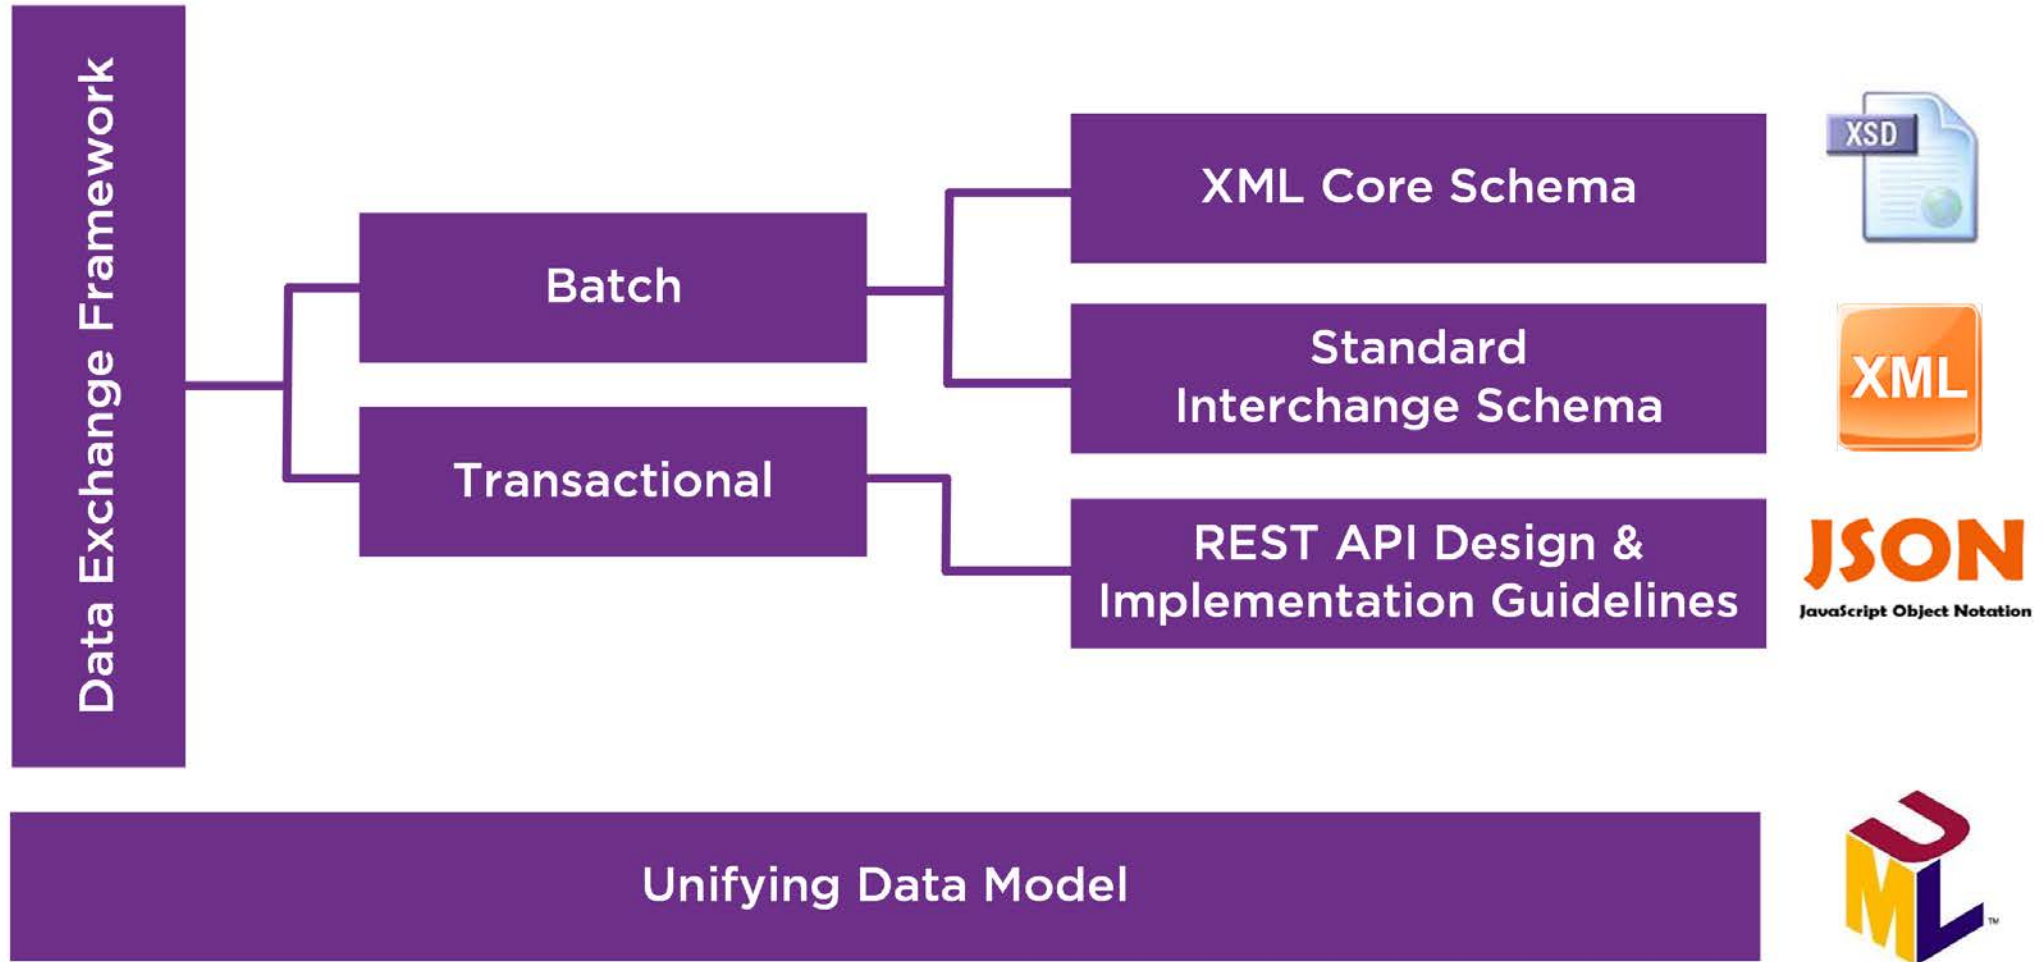 Data Exchange Framework
Batch
Transactional
XML Core Schema
Standard
Interchange Schema
REST API Design &
Implementation Guidelines
XSD
XML
JSON
JavaScript Object Notation
Unifying Data Model
UML
TM